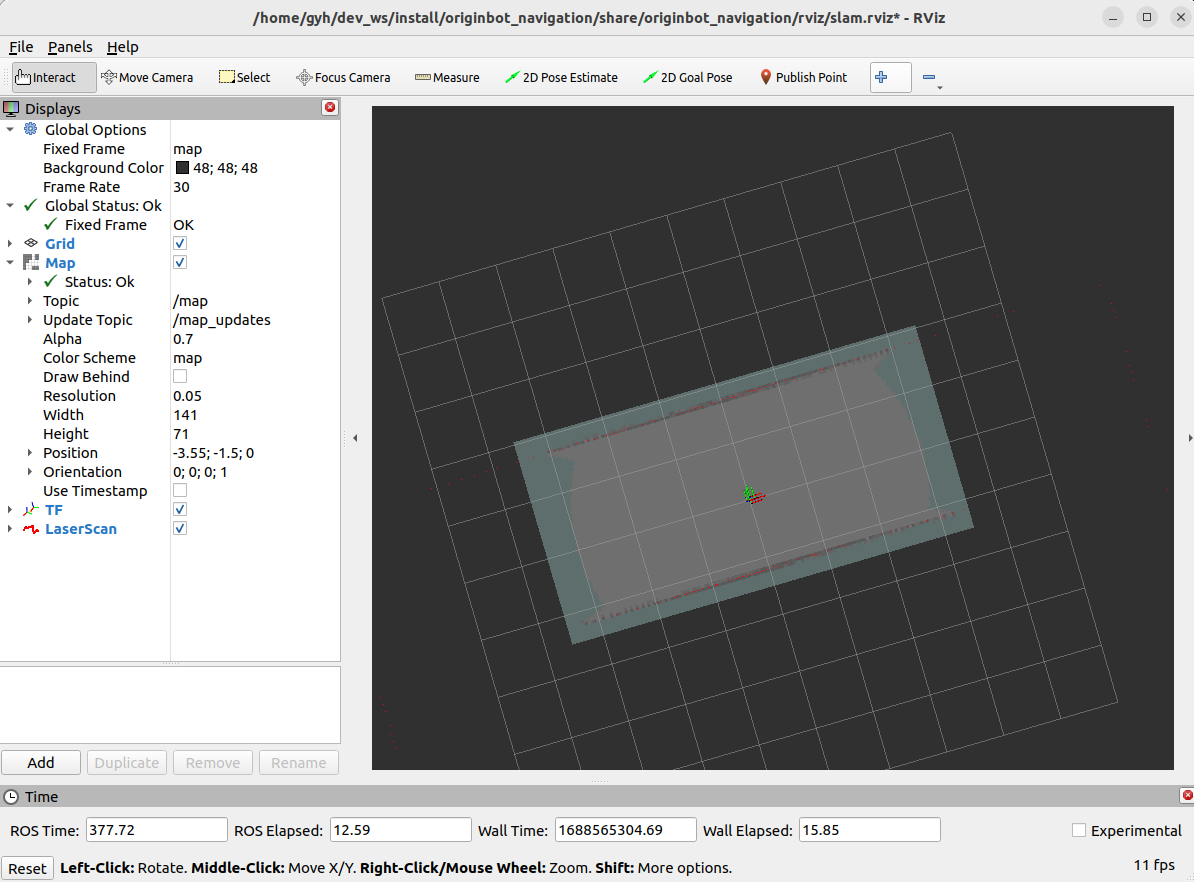 /home/gyh/dev_ws/install/originbot_navigation/share/originbot_navigation/rviz/slam.rviz* - RViz
File Panels Help
Interact Move Camera Select Focus Camera Measure 2D Pose Estimate 2D Goal Pose Publish Point
Displays
Global Options
Fixed Frame map
Background Color 48; 48; 48
Frame Rate 30
Global Status: Ok
Fixed Frame OK
Grid
Map
Status: Ok
Topic /map
Update Topic /map_updates
Alpha 0.7
Color Scheme map
Draw Behind
Resolution 0.05
Width 141
Height 71
Position -3.55; -1.5; 0
Orientation 0; 0; 0; 1
Use Timestamp
TF
LaserScan
Add Duplicate Remove Rename
Time
ROS Time: 377.72 ROS Elapsed: 12.59 Wall Time: 1688565304.69 Wall Elapsed: 15.85 Experimental
Reset Left-Click: Rotate. Middle-Click: Move X/Y. Right-Click/Mouse Wheel: Zoom. Shift: More options. 11 fps